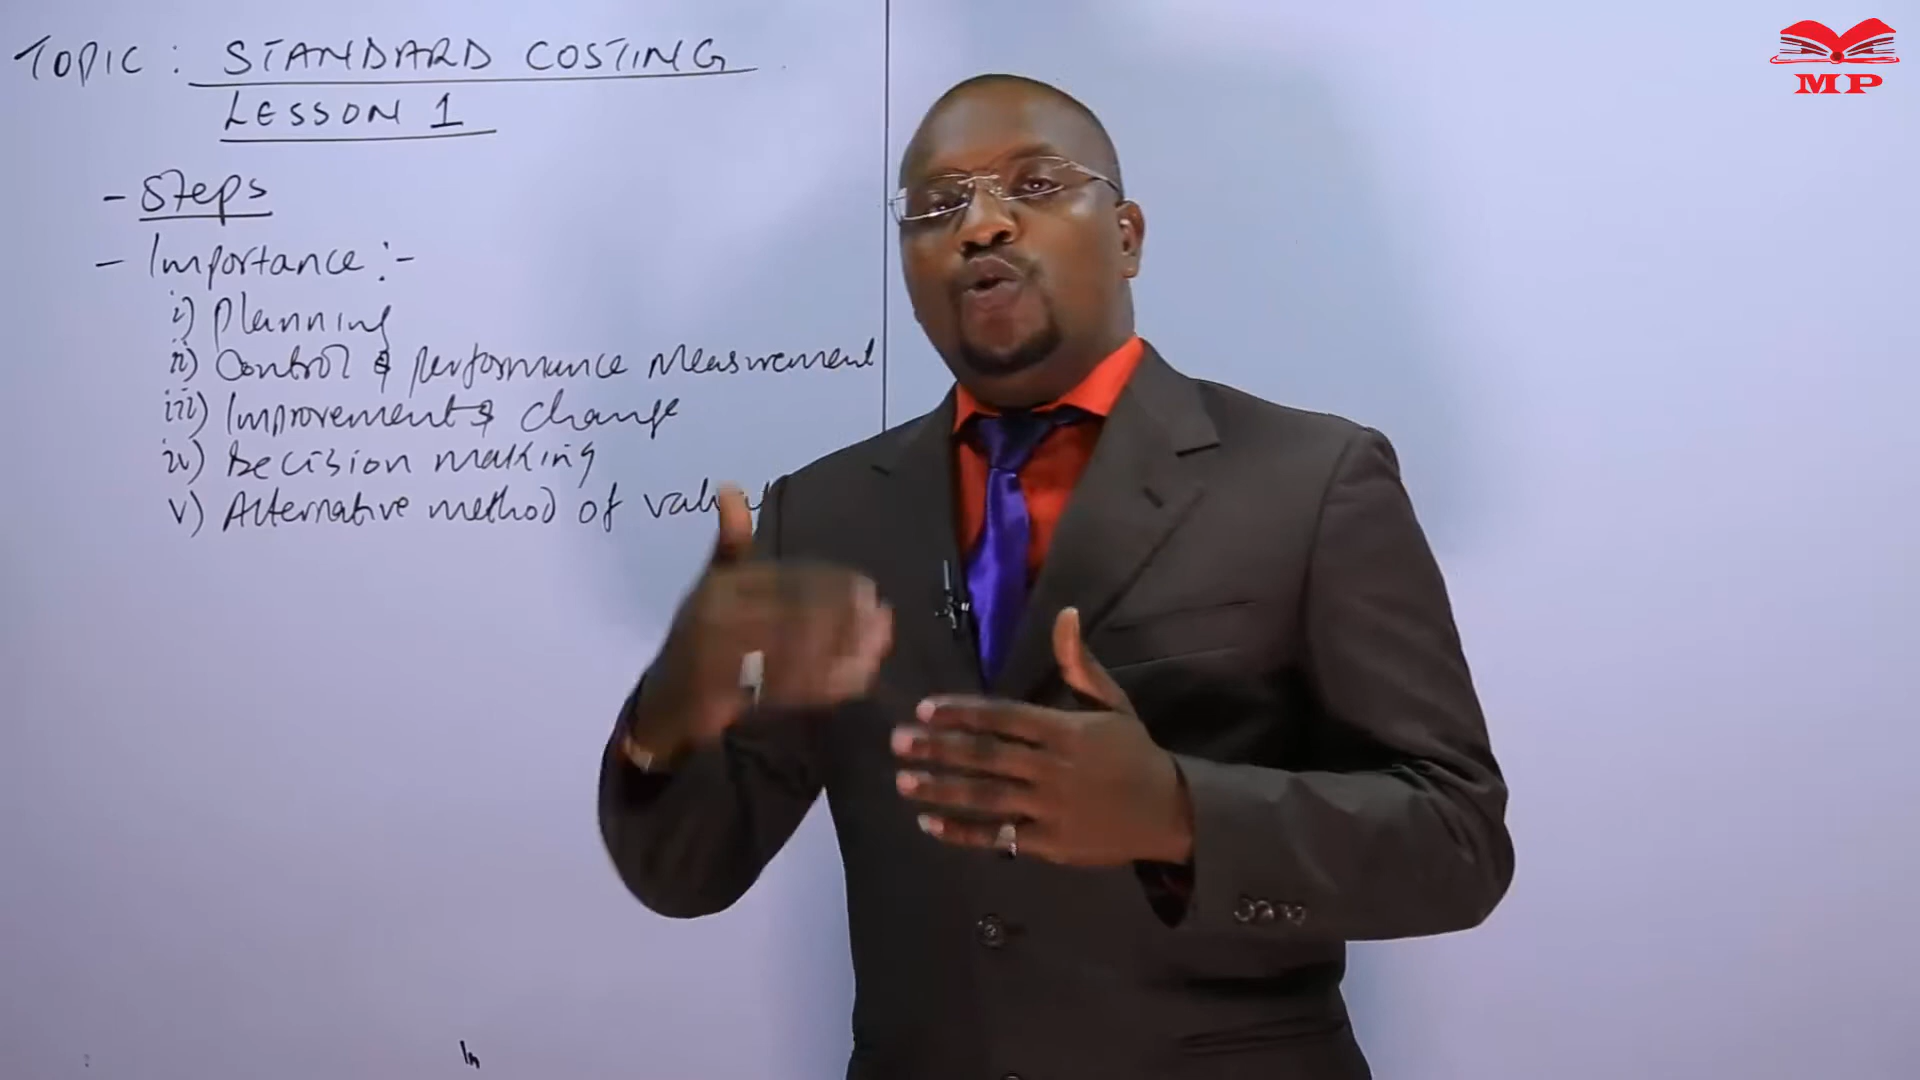 TOPIC : STANDARD COSTING
LESSON 1
- Steps
- Importance :-
i) Planning
ii) Control & performance measurement
iii) Improvement & change
iv) Decision making
v) Alternative method of
MP